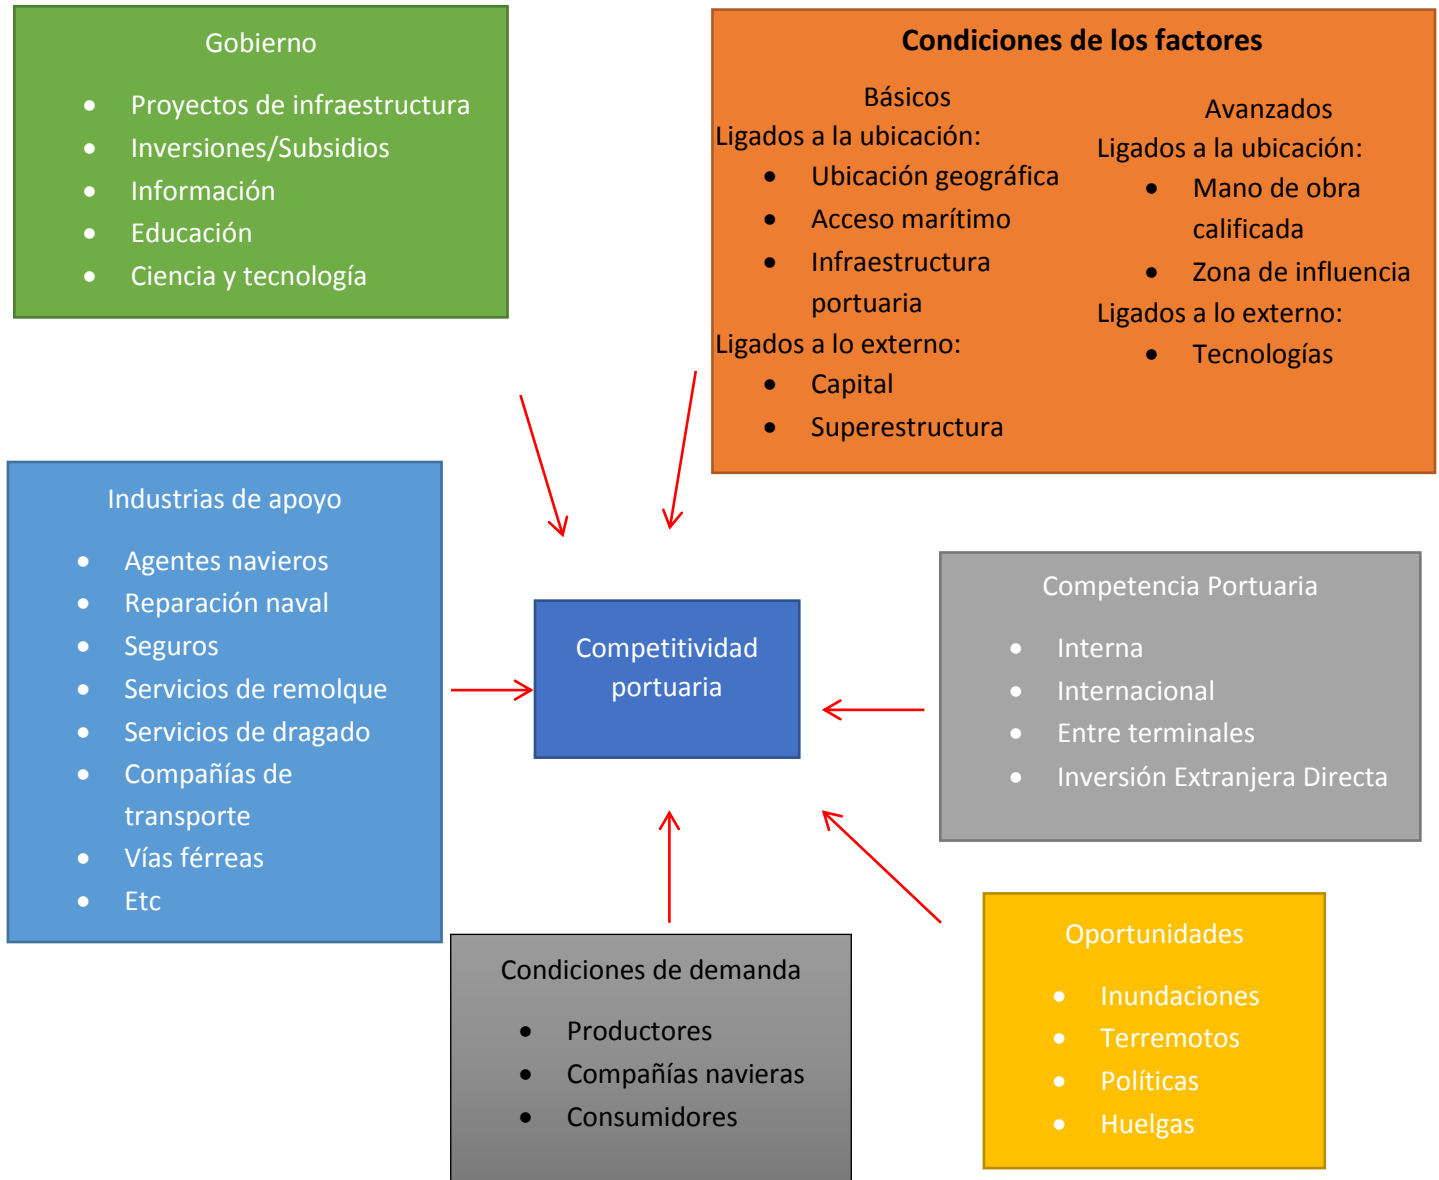 Gobierno
• Proyectos de infraestructura
• Inversiones/Subsidios
• Información
• Educación
• Ciencia y tecnología
Condiciones de los factores
Básicos
Ligados a la ubicación:
• Ubicación geográfica
• Acceso marítimo
• Infraestructura
portuaria
Ligados a lo externo:
• Capital
• Superestructura
Avanzados
Ligados a la ubicación:
• Mano de obra
calificada
• Zona de influencia
Ligados a lo externo:
• Tecnologías
Industrias de apoyo
• Agentes navieros
• Reparación naval
• Seguros
• Servicios de remolque
• Servicios de dragado
• Compañías de
transporte
• Vías férreas
• Etc
Competitividad
portuaria
Competencia Portuaria
• Interna
• Internacional
• Entre terminales
• Inversión Extranjera Directa
Condiciones de demanda
• Productores
• Compañías navieras
• Consumidores
Oportunidades
• Inundaciones
• Terremotos
• Políticas
• Huelgas